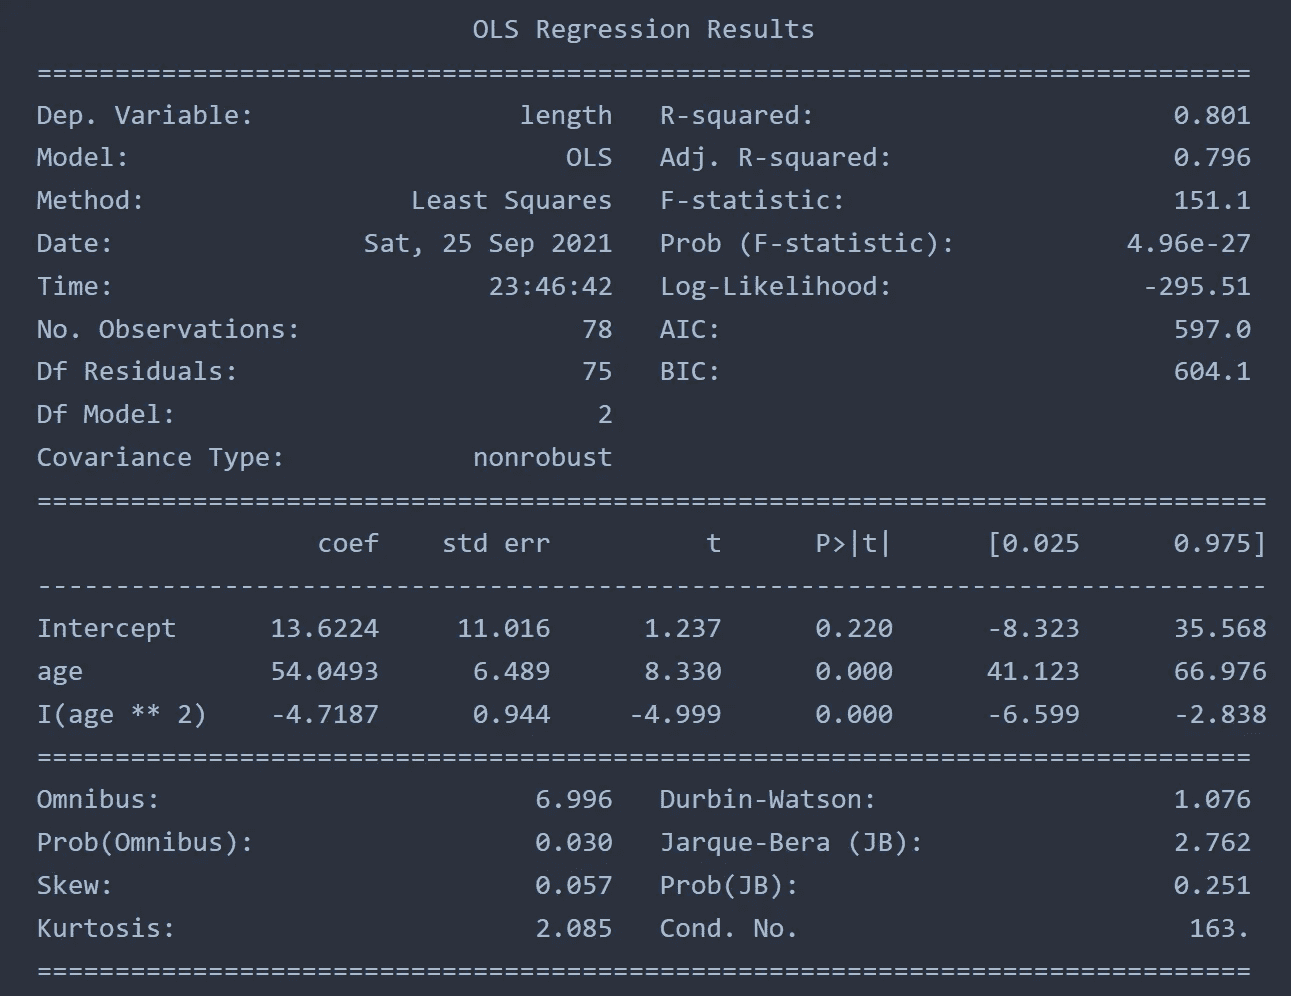 OLS Regression Results
==============================================================================
Dep. Variable:                 length   R-squared:                       0.801
Model:                            OLS   Adj. R-squared:                  0.796
Method:                 Least Squares   F-statistic:                     151.1
Date:                Sat, 25 Sep 2021   Prob (F-statistic):           4.96e-27
Time:                        23:46:42   Log-Likelihood:                -295.51
No. Observations:                  78   AIC:                             597.0
Df Residuals:                      75   BIC:                             604.1
Df Model:                           2
Covariance Type:            nonrobust
===============================================================================
                  coef    std err          t      P>|t|      [0.025      0.975]
-------------------------------------------------------------------------------
Intercept      13.6224     11.016      1.237      0.220      -8.323      35.568
age            54.0493      6.489      8.330      0.000      41.123      66.976
I(age ** 2)    -4.7187      0.944     -4.999      0.000      -6.599      -2.838
==============================================================================
Omnibus:                        6.996   Durbin-Watson:                   1.076
Prob(Omnibus):                  0.030   Jarque-Bera (JB):                2.762
Skew:                           0.057   Prob(JB):                        0.251
Kurtosis:                       2.085   Cond. No.                         163.
==============================================================================